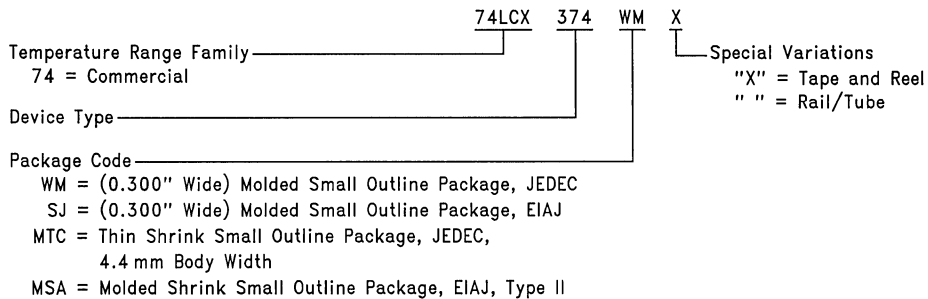 74LCX 374 WM X
Temperature Range Family
74 = Commercial
Special Variations
"X" = Tape and Reel
" " = Rail/Tube
Device Type
Package Code
WM = (0.300" Wide) Molded Small Outline Package, JEDEC
SJ = (0.300" Wide) Molded Small Outline Package, EIAJ
MTC = Thin Shrink Small Outline Package, JEDEC,
4.4 mm Body Width
MSA = Molded Shrink Small Outline Package, EIAJ, Type II